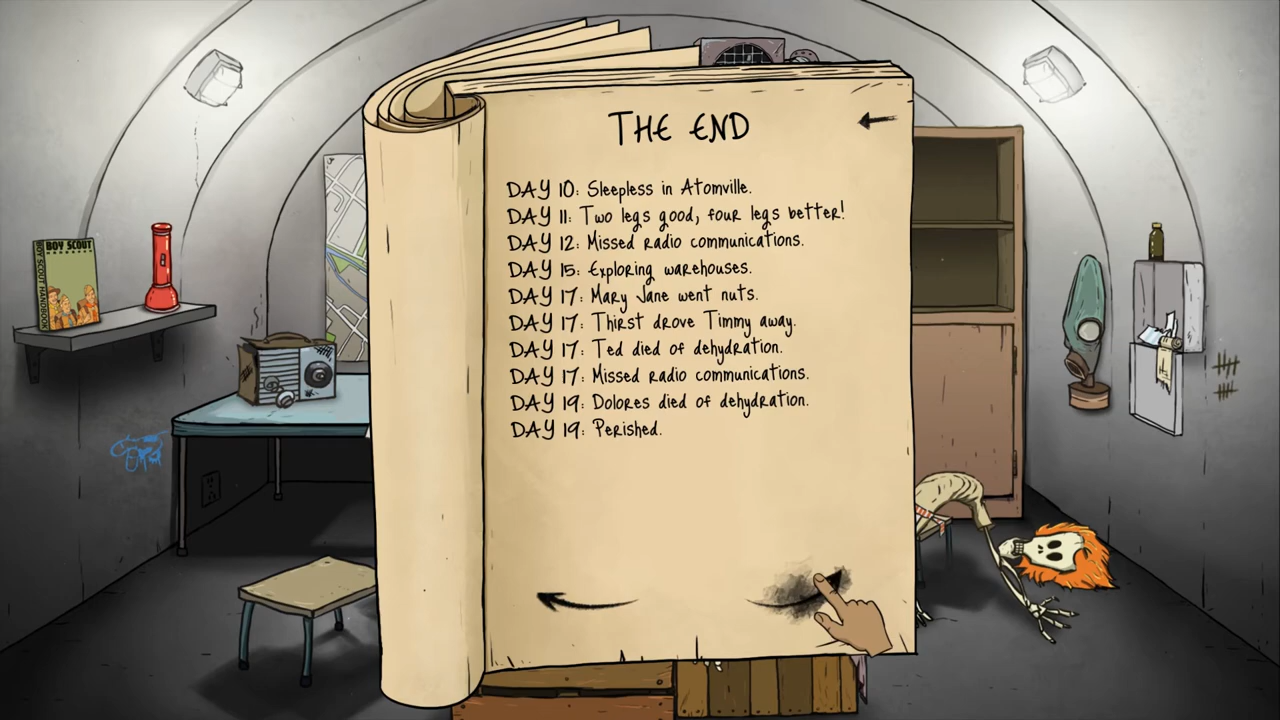 THE END
DAY 10: Sleepless in Atomville.
DAY 11: Two legs good, four legs better!
DAY 12: Missed radio communications.
DAY 15: Exploring warehouses.
DAY 17: Mary Jane went nuts.
DAY 17: Thirst drove Timmy away.
DAY 17: Ted died of dehydration.
DAY 17: Missed radio communications.
DAY 19: Dolores died of dehydration.
DAY 19: Perished.
BOY SCOUT
BOY SCOUT HANDBOOK